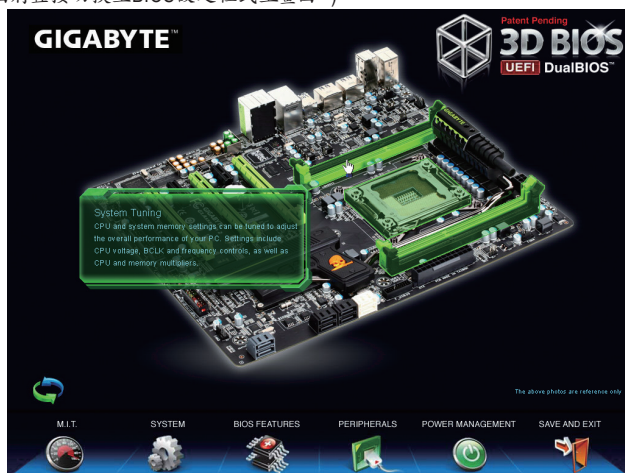 GIGABYTE™
Patent Pending
3D BIOS
UEFI DualBIOS™
GIGABYTE
System Tuning
CPU and system memory settings can be tuned to adjust
the overall performance of your PC. Settings include
CPU voltage, BCLK and frequency controls, as well as
CPU and memory multipliers.
The above photos are reference only
M.I.T.
SYSTEM
BIOS FEATURES
PERIPHERALS
POWER MANAGEMENT
SAVE AND EXIT